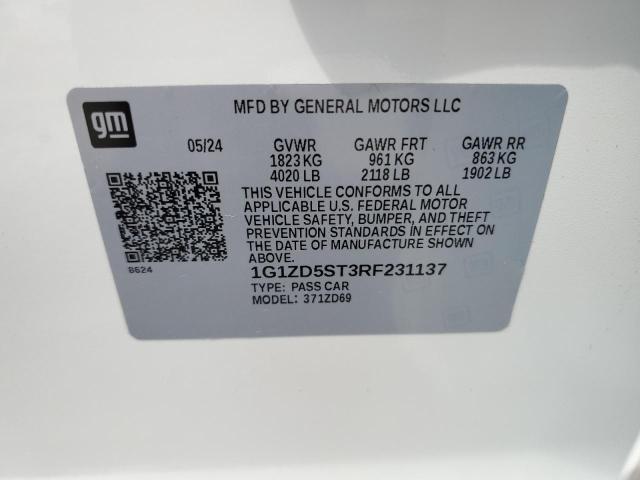 gm
MFD BY GENERAL MOTORS LLC
05/24 GVWR GAWR FRT GAWR RR
1823 KG 961 KG 863 KG
4020 LB 2118 LB 1902 LB
THIS VEHICLE CONFORMS TO ALL
APPLICABLE U.S. FEDERAL MOTOR
VEHICLE SAFETY, BUMPER, AND THEFT
PREVENTION STANDARDS IN EFFECT ON
THE DATE OF MANUFACTURE SHOWN
ABOVE.
8624
1G1ZD5ST3RF231137
TYPE: PASS CAR
MODEL: 371ZD69